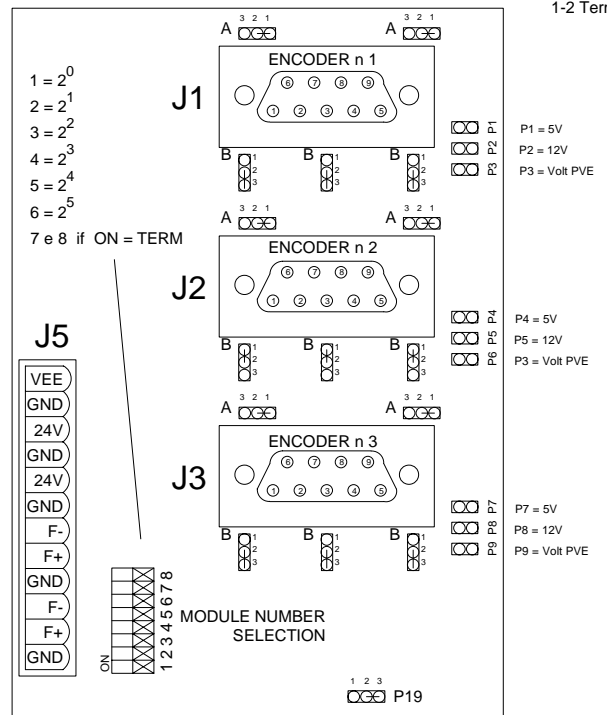 1-2 Terr
3 2 1
A
3 2 1
A
ENCODER n 1
6 7 8 9
1 2 3 4 5
J1
B 1 2 3
B 1 2 3
B 1 2 3
P1 P1 = 5V
P2 P2 = 12V
P3 P3 = Volt PVE
1 = 2^0
2 = 2^1
3 = 2^2
4 = 2^3
5 = 2^4
6 = 2^5
7 e 8 if ON = TERM
3 2 1
A
3 2 1
A
ENCODER n 2
6 7 8 9
1 2 3 4 5
J2
B 1 2 3
B 1 2 3
B 1 2 3
P4 P4 = 5V
P5 P5 = 12V
P6 P3 = Volt PVE
3 2 1
A
3 2 1
A
ENCODER n 3
6 7 8 9
1 2 3 4 5
J3
B 1 2 3
B 1 2 3
B 1 2 3
P7 P7 = 5V
P8 P8 = 12V
P9 P9 = Volt PVE
J5
VEE
GND
24V
GND
24V
GND
F-
F+
GND
F-
F+
GND
ON
1 2 3 4 5 6 7 8
MODULE NUMBER
SELECTION
1 2 3
P19